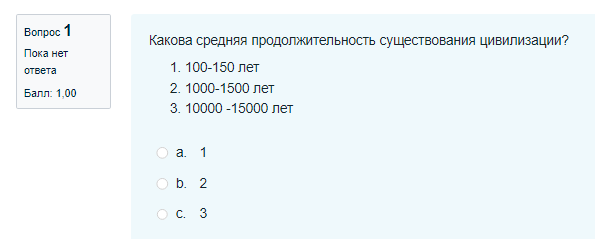 Вопрос 1
Пока нет
ответа
Балл: 1,00
Какова средняя продолжительность существования цивилизации?
1. 100-150 лет
2. 1000-1500 лет
3. 10000 -15000 лет
a. 1
b. 2
c. 3